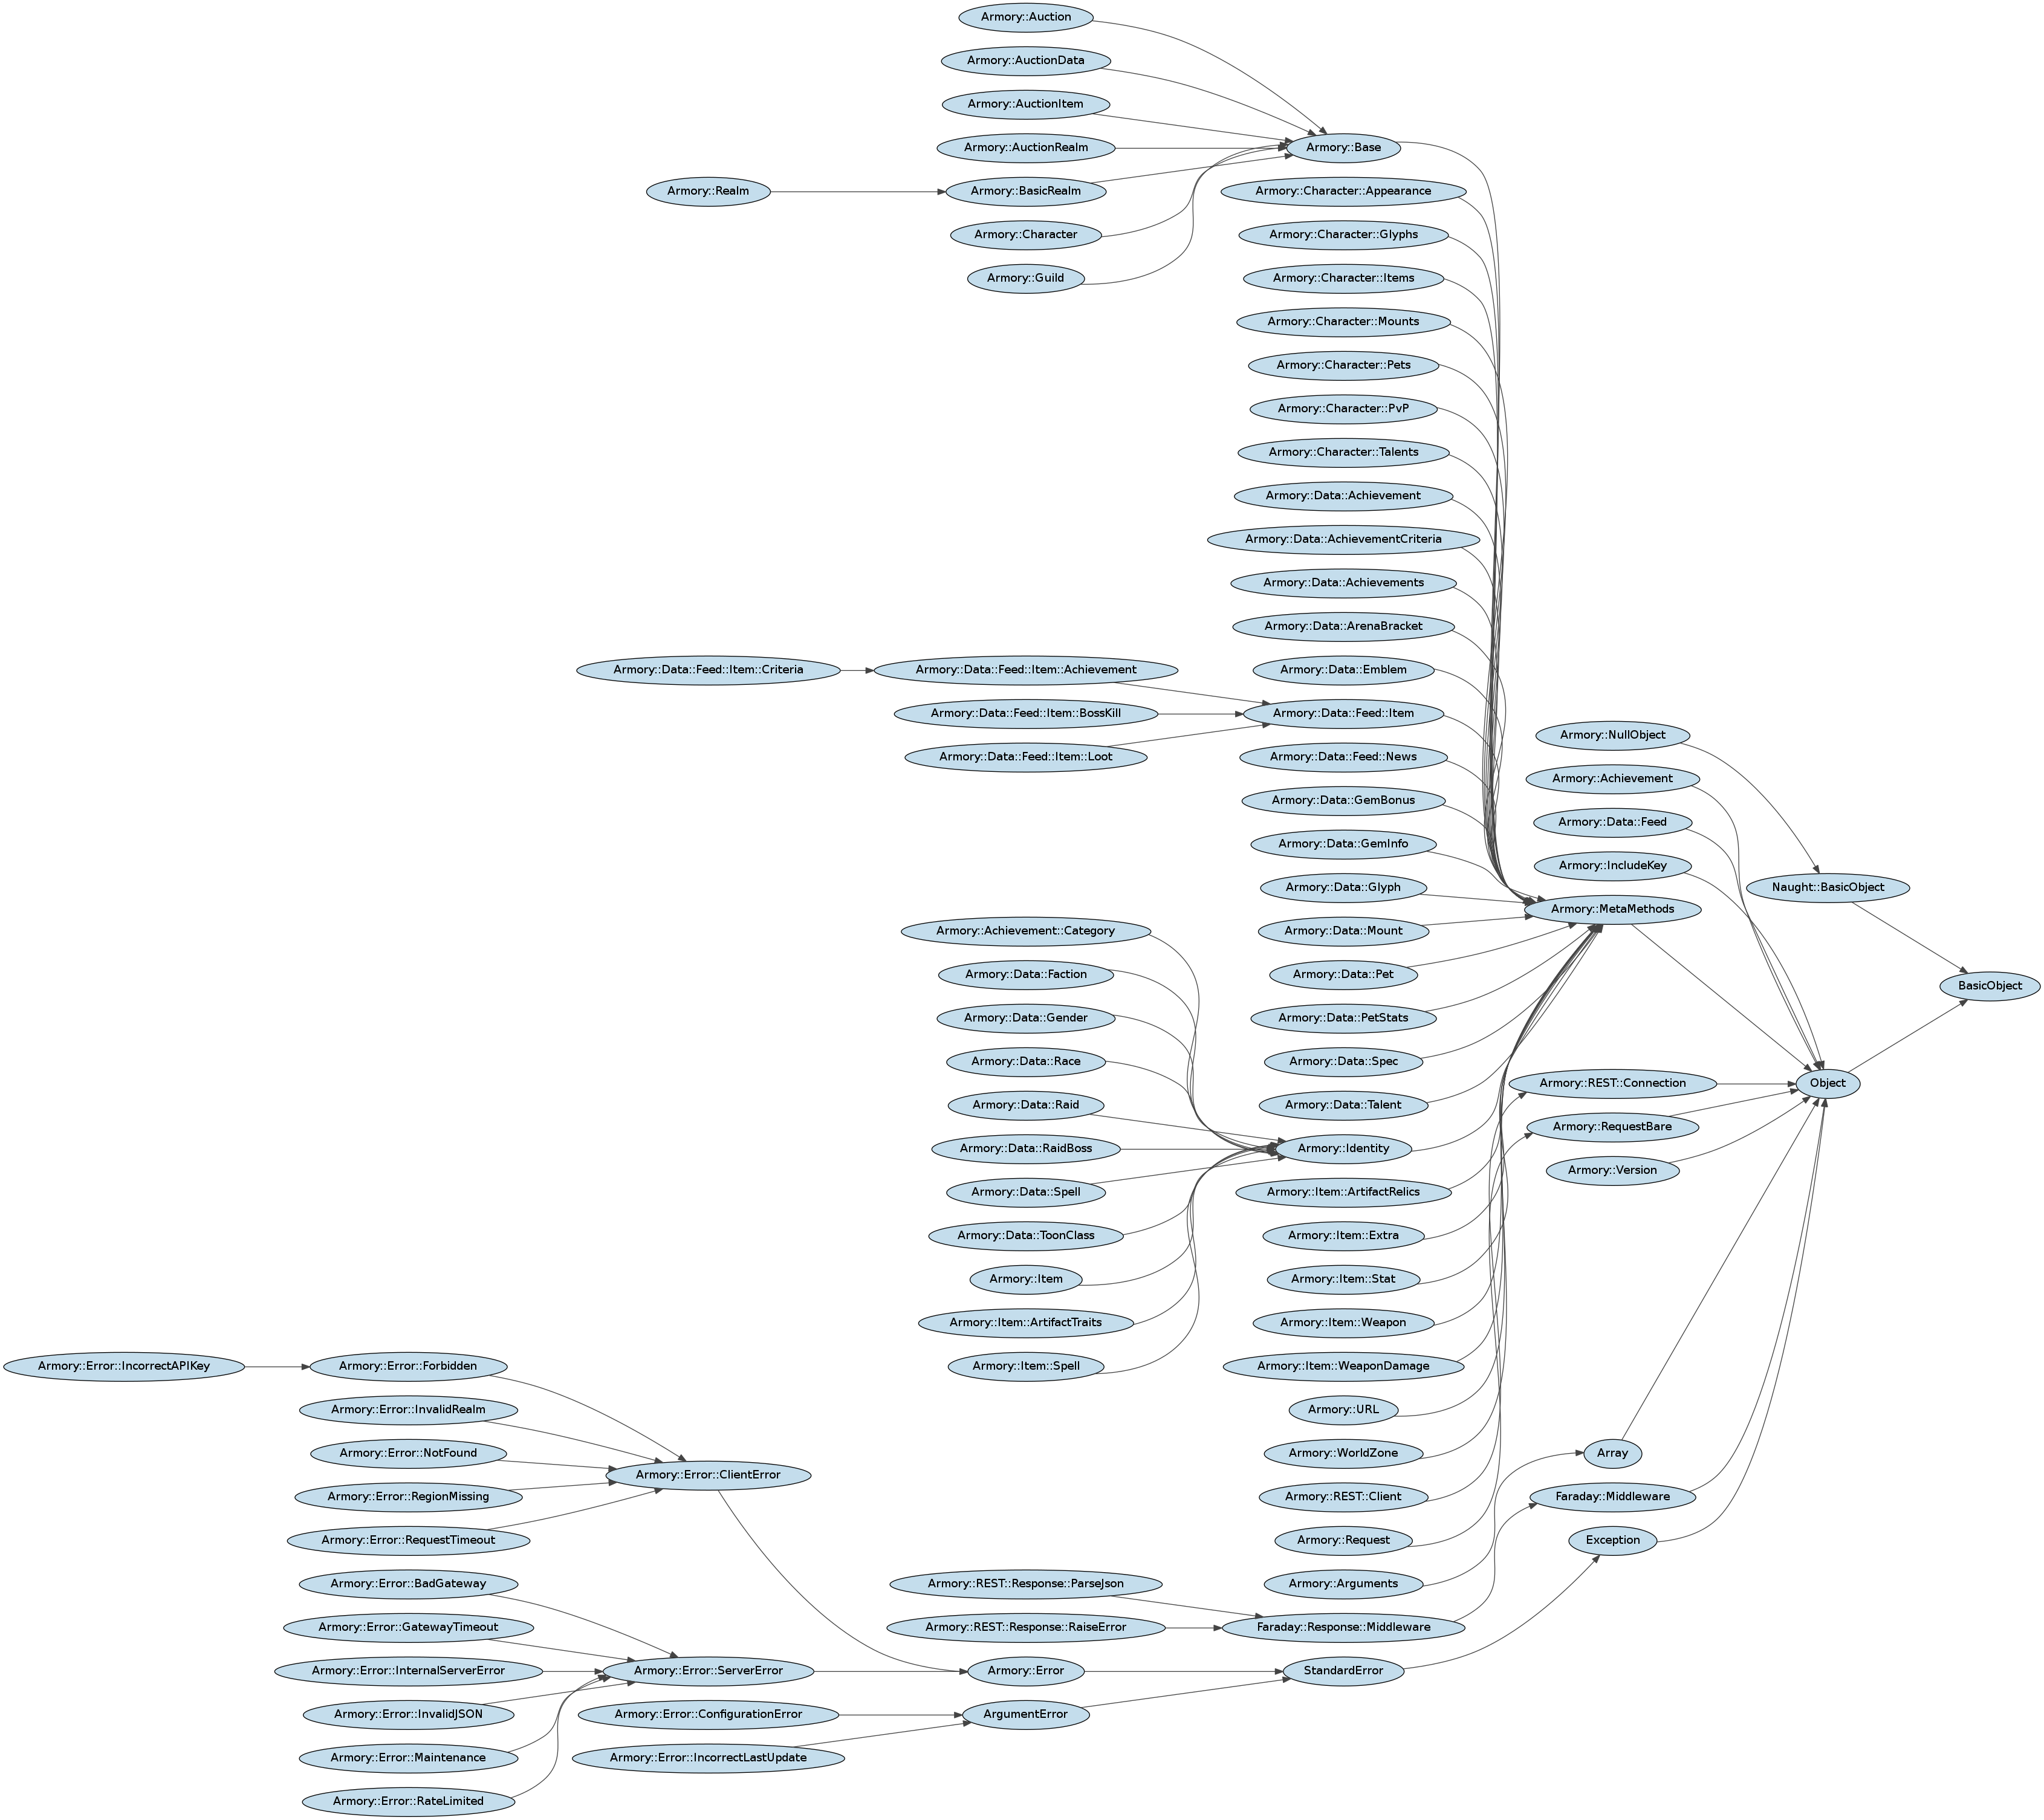 Armory::Auction
Armory::AuctionData
Armory::AuctionItem
Armory::AuctionRealm
Armory::Base
Armory::Realm
Armory::BasicRealm
Armory::Character::Appearance
Armory::Character
Armory::Character::Glyphs
Armory::Guild
Armory::Character::Items
Armory::Character::Mounts
Armory::Character::Pets
Armory::Character::PvP
Armory::Character::Talents
Armory::Data::Achievement
Armory::Data::AchievementCriteria
Armory::Data::Achievements
Armory::Data::ArenaBracket
Armory::Data::Feed::Item::Criteria
Armory::Data::Feed::Item::Achievement
Armory::Data::Emblem
Armory::Data::Feed::Item::BossKill
Armory::Data::Feed::Item
Armory::NullObject
Armory::Data::Feed::Item::Loot
Armory::Data::Feed::News
Armory::Achievement
Armory::Data::GemBonus
Armory::Data::Feed
Armory::Data::GemInfo
Armory::IncludeKey
Armory::Data::Glyph
Naught::BasicObject
Armory::MetaMethods
Armory::Achievement::Category
Armory::Data::Mount
Armory::Data::Faction
Armory::Data::Pet
BasicObject
Armory::Data::Gender
Armory::Data::PetStats
Armory::Data::Race
Armory::Data::Spec
Armory::REST::Connection
Object
Armory::Data::Raid
Armory::Data::Talent
Armory::RequestBare
Armory::Data::RaidBoss
Armory::Identity
Armory::Version
Armory::Data::Spell
Armory::Item::ArtifactRelics
Armory::Data::ToonClass
Armory::Item::Extra
Armory::Item
Armory::Item::Stat
Armory::Item::ArtifactTraits
Armory::Item::Weapon
Armory::Error::IncorrectAPIKey
Armory::Error::Forbidden
Armory::Item::Spell
Armory::Item::WeaponDamage
Armory::Error::InvalidRealm
Armory::URL
Armory::Error::NotFound
Armory::WorldZone
Array
Armory::Error::ClientError
Armory::Error::RegionMissing
Armory::REST::Client
Faraday::Middleware
Armory::Error::RequestTimeout
Armory::Request
Exception
Armory::Error::BadGateway
Armory::REST::Response::ParseJson
Armory::Arguments
Armory::Error::GatewayTimeout
Armory::REST::Response::RaiseError
Faraday::Response::Middleware
Armory::Error::InternalServerError
Armory::Error::ServerError
Armory::Error
StandardError
Armory::Error::InvalidJSON
Armory::Error::ConfigurationError
ArgumentError
Armory::Error::Maintenance
Armory::Error::IncorrectLastUpdate
Armory::Error::RateLimited